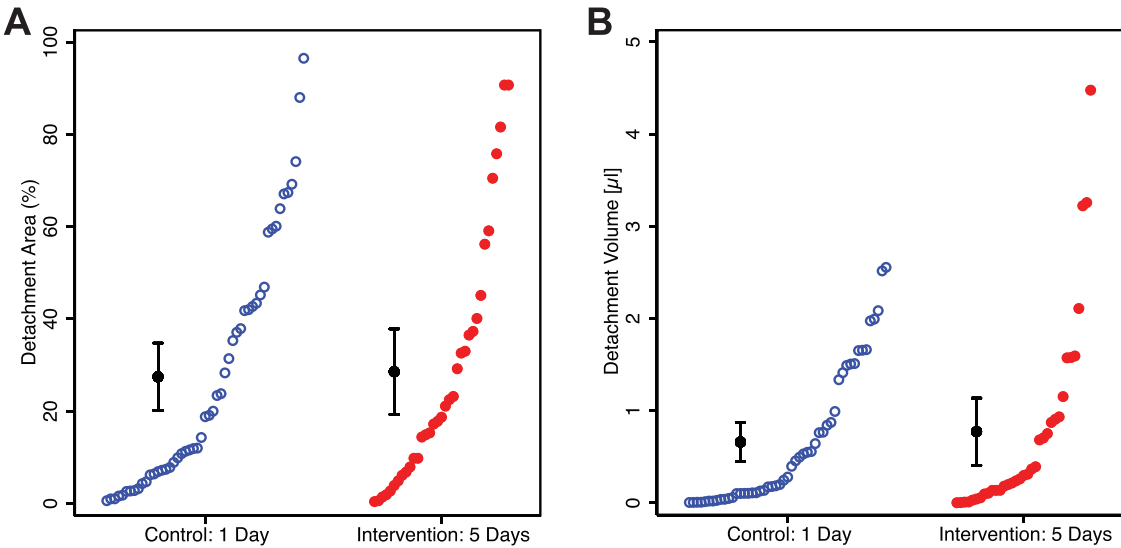 A
B
Detachment Area (%)
100
80
60
40
20
0
Control: 1 Day
Intervention: 5 Days
Detachment Volume [µl]
5
4
3
2
1
0
Control: 1 Day
Intervention: 5 Days